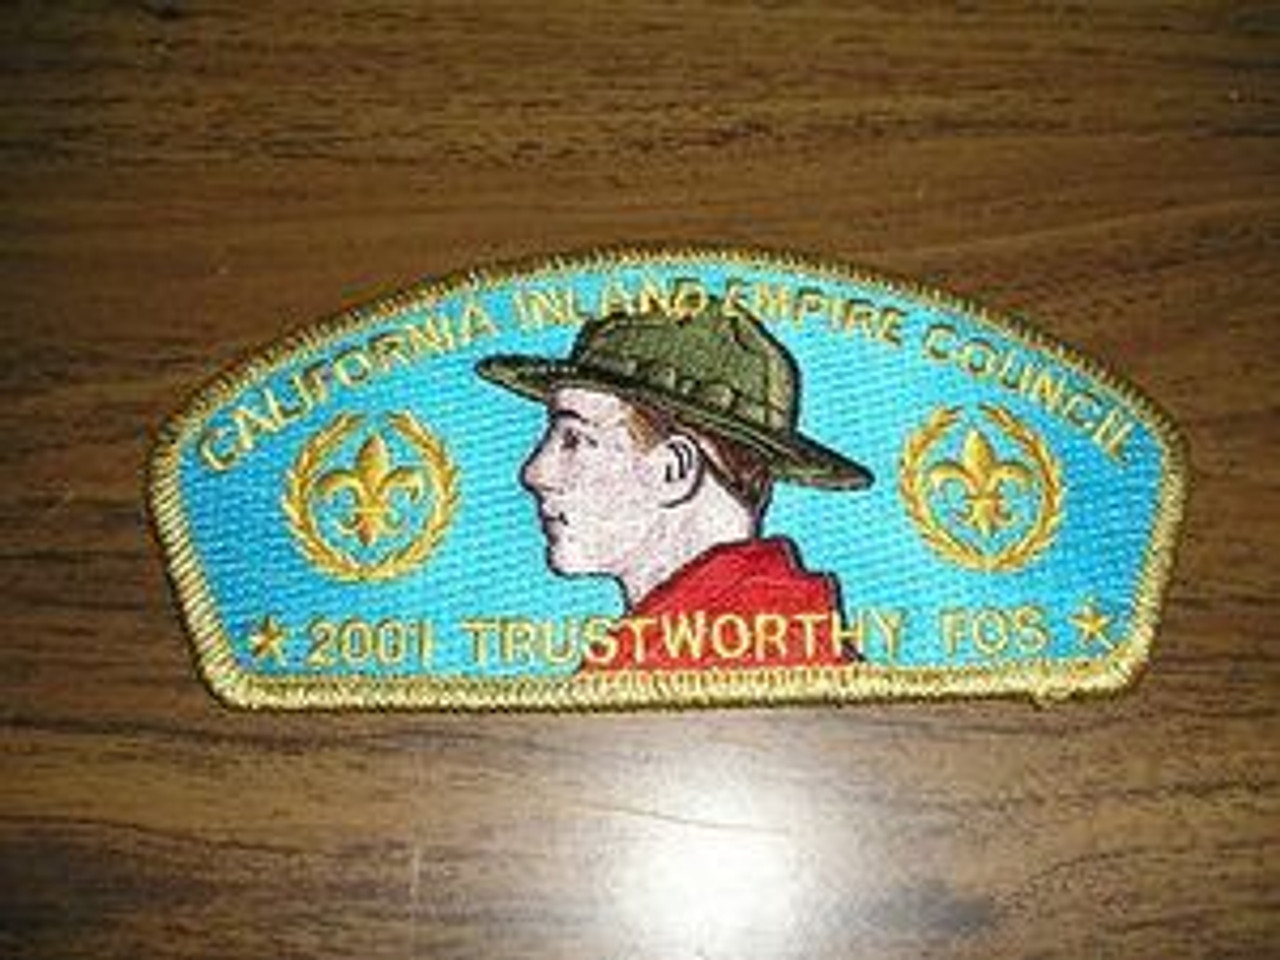 CALIFORNIA INLAND EMPIRE COUNCIL
2001 TRUSTWORTHY FOS